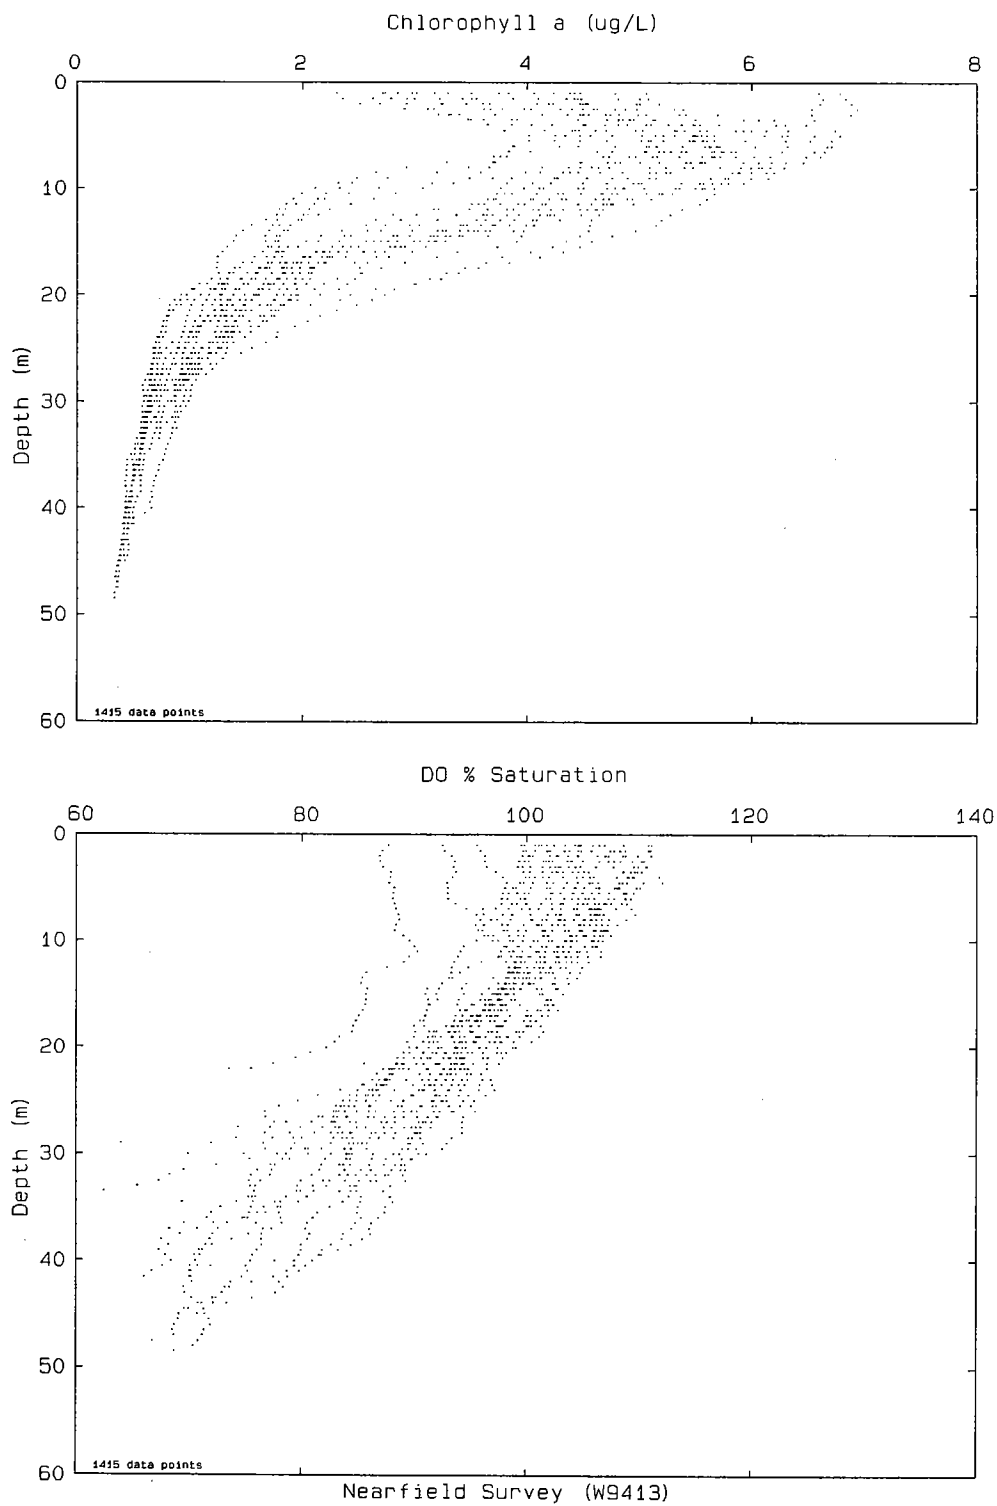 Chlorophyll a (ug/L)
0 2 4 6 8
0
10
20
30
40
50
60
Depth (m)
1415 data points
DO % Saturation
60 80 100 120 140
0
10
20
30
40
50
60
Depth (m)
1415 data points
Nearfield Survey (W9413)